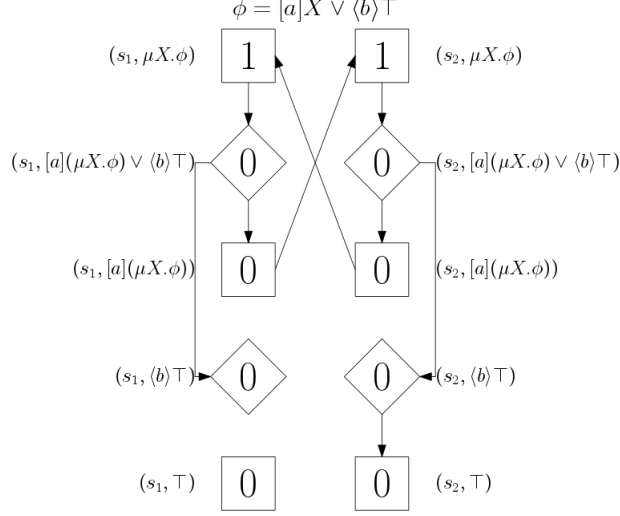 ϕ = [a]X ∨ ⟨b⟩⊤
(s₁, μX.ϕ) 1 1 (s₂, μX.ϕ)
(s₁, [a](μX.ϕ) ∨ ⟨b⟩⊤) 0 0 (s₂, [a](μX.ϕ) ∨ ⟨b⟩⊤)
(s₁, [a](μX.ϕ)) 0 0 (s₂, [a](μX.ϕ))
(s₁, ⟨b⟩⊤) 0 0 (s₂, ⟨b⟩⊤)
(s₁, ⊤) 0 0 (s₂, ⊤)